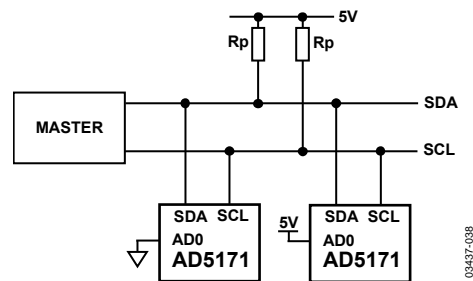 5V
Rp Rp
SDA
MASTER
SCL
SDA SCL
AD0
AD5171
5V
SDA SCL
AD0
AD5171
03437-038